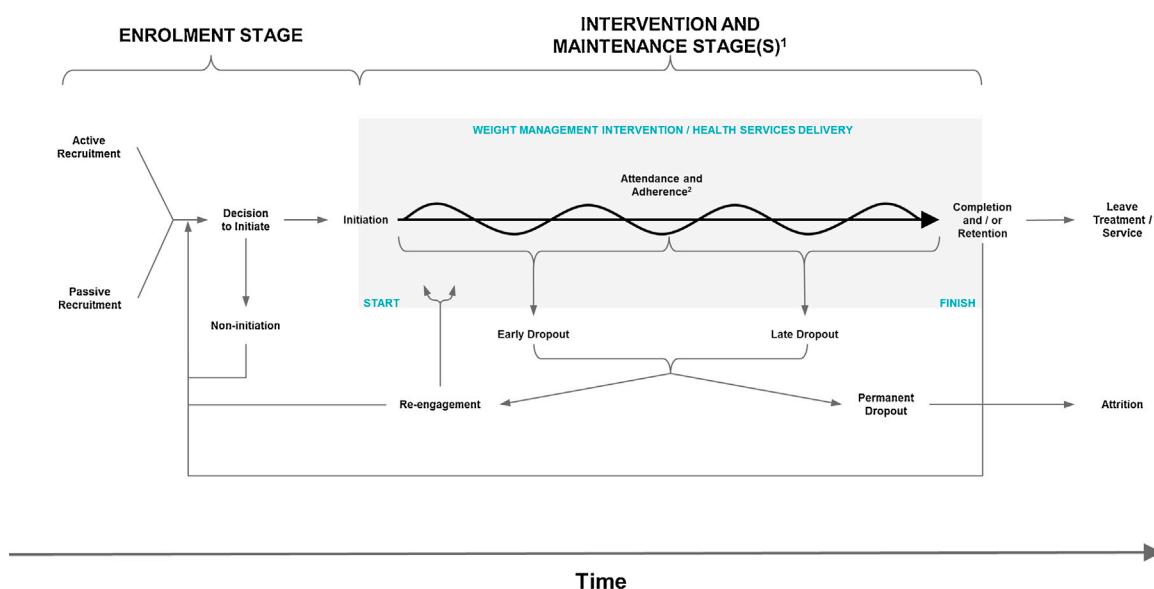 ENROLMENT STAGE
INTERVENTION AND
MAINTENANCE STAGE(S)¹
WEIGHT MANAGEMENT INTERVENTION / HEALTH SERVICES DELIVERY
Active
Recruitment
Passive
Recruitment
Decision
to Initiate
Non-initiation
Initiation
Attendance and
Adherence²
Completion
and / or
Retention
Leave
Treatment /
Service
START
FINISH
Early Dropout
Late Dropout
Re-engagement
Permanent
Dropout
Attrition
Time